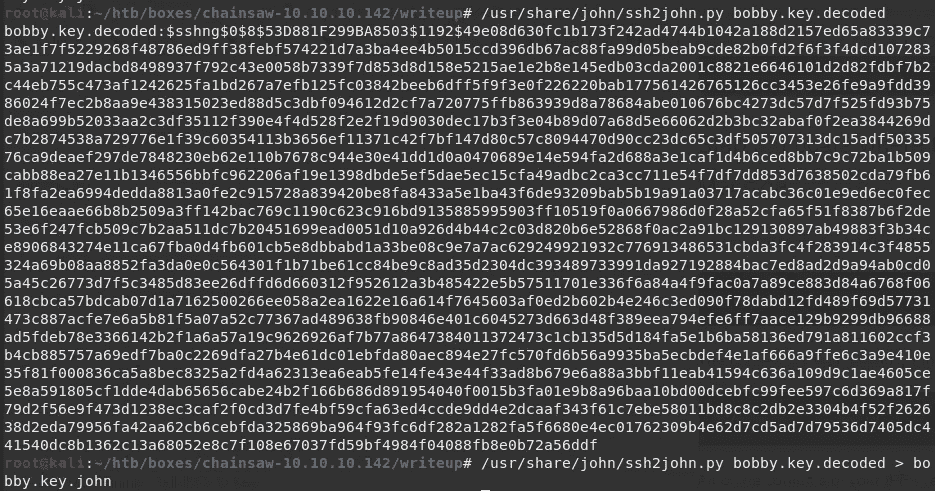 root@kali:~/htb/boxes/chainsaw-10.10.10.142/writeup# /usr/share/john/ssh2john.py bobby.key.decoded
bobby.key.decoded:$sshng$0$8$53D881F299BA8503$1192$49e08d630fc1b173f242ad4744b1042a188d2157ed65a83339c7
3ae1f7f5229268f48786ed9ff38febf574221d7a3ba4ee4b5015ccd396db67ac88fa99d05beab9cde82b0fd2f6f3f4dcd107283
5a3a71219dacbd8498937f792c43e0058b7339f7d853d8d158e5215ae1e2b8e145edb03cda2001c8821e6646101d2d82fdbf7b2
c44eb755c473af1242625fa1bd267a7efb125fc03842beeb6dff5f9f3e0f226220bab177561426765126cc3453e26fe9a9fdd39
86024f7ec2b8aa9e438315023ed88d5c3dbf094612d2cf7a720775ffb863939d8a78684abe010676bc4273dc57d7f525fd93b75
de8a699b52033aa2c3df35112f390e4f4d528f2e2f19d9030dec17b3f3e04b89d07a68d5e66062d2b3bc32abaf0f2ea3844269d
c7b2874538a729776e1f39c60354113b3656ef11371c42f7bf147d80c57c8094470d90cc23dc65c3df505707313dc15adf50335
76ca9deaef297de7848230eb62e110b7678c944e30e41dd1d0a0470689e14e594fa2d688a3e1caf1d4b6ced8bb7c9c72ba1b509
cabb88ea27e11b1346556bbfc962206af19e1398dbde5ef5dae5ec15cfa49adbc2ca3cc711e54f7df7dd853d7638502cda79fb6
1f8fa2ea6994dedda8813a0fe2c915728a839420be8fa8433a5e1ba43f6de93209bab5b19a91a03717acabc36c01e9ed6ec0fec
65e16eaae66b8b2509a3ff142bac769c1190c623c916bd9135885995903ff10519f0a0667986d0f28a52cfa65f51f8387b6f2de
53e6f247fcb509c7b2aa511dc7b20451699ead0051d10a926d4b44c2c03d820b6e52868f0ac2a91bc129130897ab49883f3b34c
e8906843274e11ca67fba0d4fb601cb5e8dbbabd1a33be08c9e7a7ac629249921932c776913486531cbda3fc4f283914c3f4855
324a69b08aa8852fa3da0e0c564301f1b71be61cc84be9c8ad35d2304dc393489733991da927192884bac7ed8ad2d9a94ab0cd0
5a45c26773d7f5c3485d83ee26dffd6d660312f952612a3b485422e5b57511701e336f6a84a4f9fac0a7a89ce883d84a6768f06
618cbca57bdcab07d1a7162500266ee058a2ea1622e16a614f7645603af0ed2b602b4e246c3ed090f78dabd12fd489f69d57731
473c887acfe7e6a5b81f5a07a52c77367ad489638fb90846e401c6045273d663d48f389eea794efe6ff7aace129b9299db96688
ad5fdeb78e3366142b2f1a6a57a19c9626926af7b77a8647384011372473c1cb135d5d184fa5e1b6ba58136ed791a811602ccf3
b4cb885757a69edf7ba0c2269dfa27b4e61dc01ebfda80aec894e27fc570fd6b56a9935ba5ecbdef4e1af666a9ffe6c3a9e410e
35f81f000836ca5a8bec8325a2fd4a62313ea6eab5fe14fe43e44f33ad8b679e6a88a3bbf11eab41594c636a109d9c1ae4605ce
5e8a591805cf1dde4dab65656cabe24b2f166b686d891954040f0015b3fa01e9b8a96baa10bd00dcebfc99fee597c6d369a817f
79d2f56e9f473d1238ec3caf2f0cd3d7fe4bf59cfa63ed4ccde9dd4e2dcaaf343f61c7ebe58011bd8c8c2db2e3304b4f52f2626
38d2eda79956fa42aa62cb6cebfda325869ba964f93fc6df282a1282fa5f6680e4ec01762309b4e62d7cd5ad7d79536d7405dc4
41540dc8b1362c13a68052e8c7f108e67037fd59bf4984f04088fb8e0b72a56ddf
root@kali:~/htb/boxes/chainsaw-10.10.10.142/writeup# /usr/share/john/ssh2john.py bobby.key.decoded > bo
bby.key.john